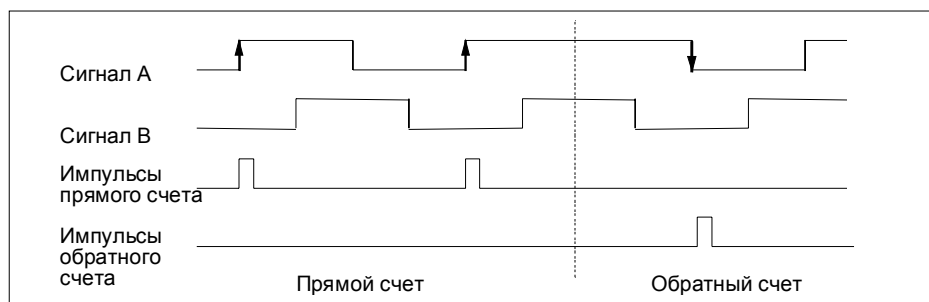 Сигнал А
Сигнал В
Импульсы
прямого счета
Импульсы
обратного
счета
Прямой счет
Обратный счет